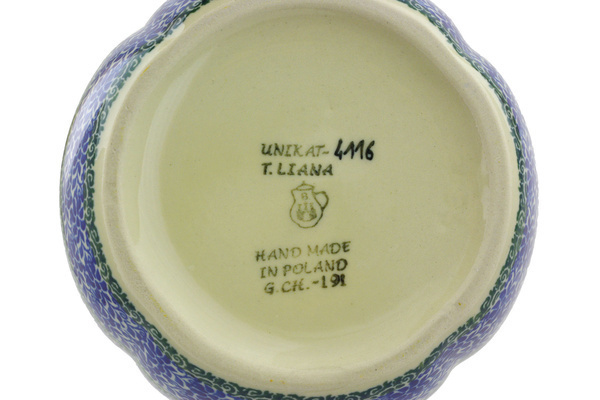 UNIKAT-4116
T. LIANA
HAND MADE
IN POLAND
G.CH.-191